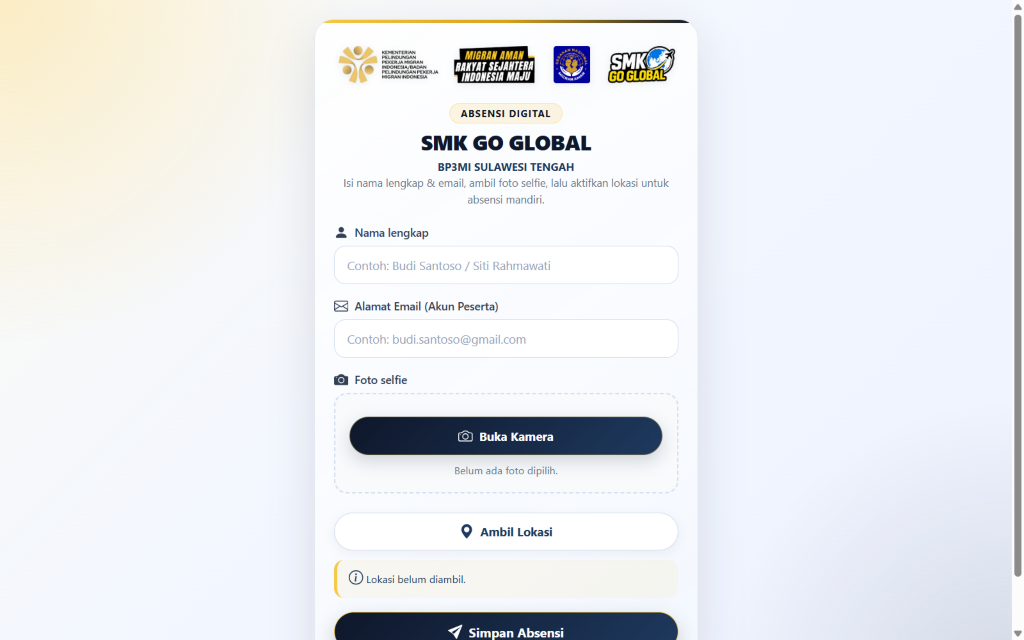 KEMENTERIAN
PELINDUNGAN
PEKERJA MIGRAN
INDONESIA/BADAN
PELINDUNGAN PEKERJA
MIGRAN INDONESIA
MIGRAN AMAN
RAKYAT SEJAHTERA
INDONESIA MAJU
SMK
GO GLOBAL
ABSENSI DIGITAL
SMK GO GLOBAL
BP3MI SULAWESI TENGAH
Isi nama lengkap & email, ambil foto selfie, lalu aktifkan lokasi untuk
absensi mandiri.
Nama lengkap
Contoh: Budi Santoso / Siti Rahmawati
Alamat Email (Akun Peserta)
Contoh: budi.santoso@gmail.com
Foto selfie
Buka Kamera
Belum ada foto dipilih.
Ambil Lokasi
Lokasi belum diambil.
Simpan Absensi